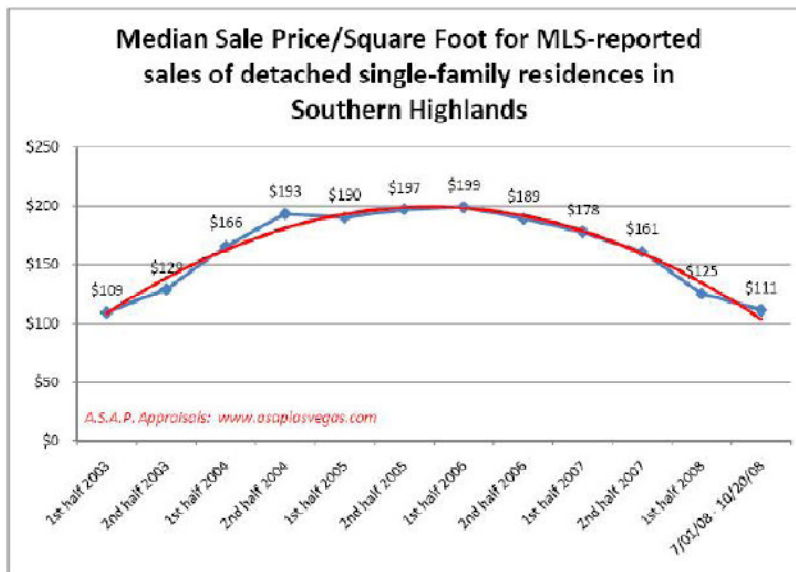 Median Sale Price/Square Foot for MLS-reported
sales of detached single-family residences in
Southern Highlands
$250
$200
$150
$100
$50
$0
$109
$129
$166
$193
$190
$197
$199
$189
$178
$161
$125
$111
A.S.A.P. Appraisals: www.asaplasvegas.com
1st half 2003
2nd half 2003
1st half 2004
2nd half 2004
1st half 2005
2nd half 2005
1st half 2006
2nd half 2006
1st half 2007
2nd half 2007
1st half 2008
7/01/08 - 10/20/08